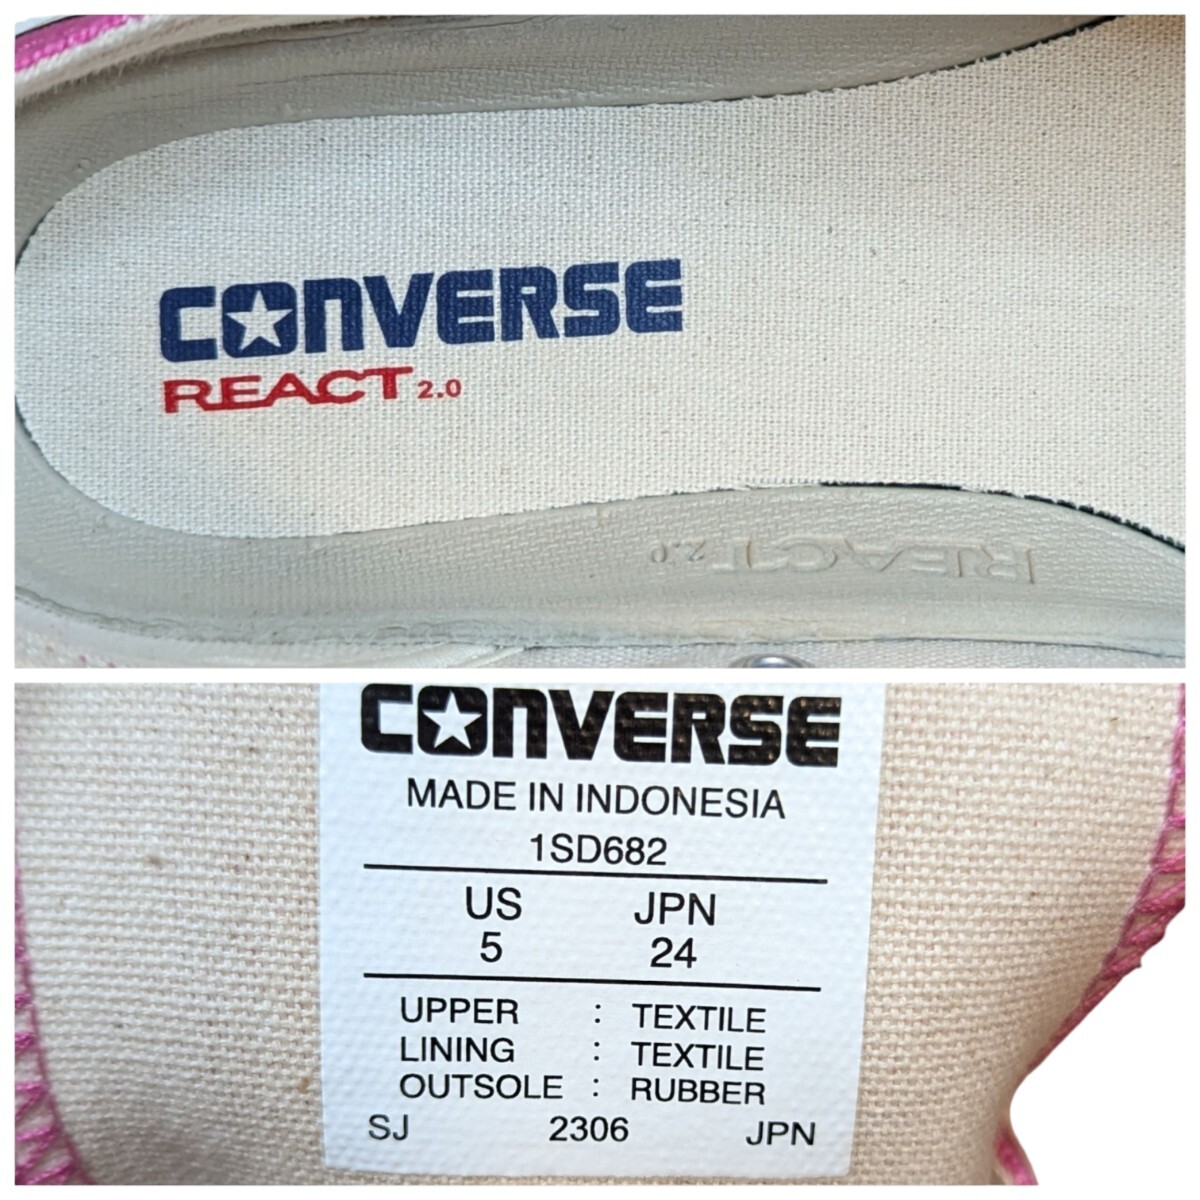 CONVERSE
REACT 2.0
REACT 2.0
CONVERSE
MADE IN INDONESIA
1SD682
US JPN
5 24
UPPER : TEXTILE
LINING : TEXTILE
OUTSOLE : RUBBER
SJ 2306 JPN